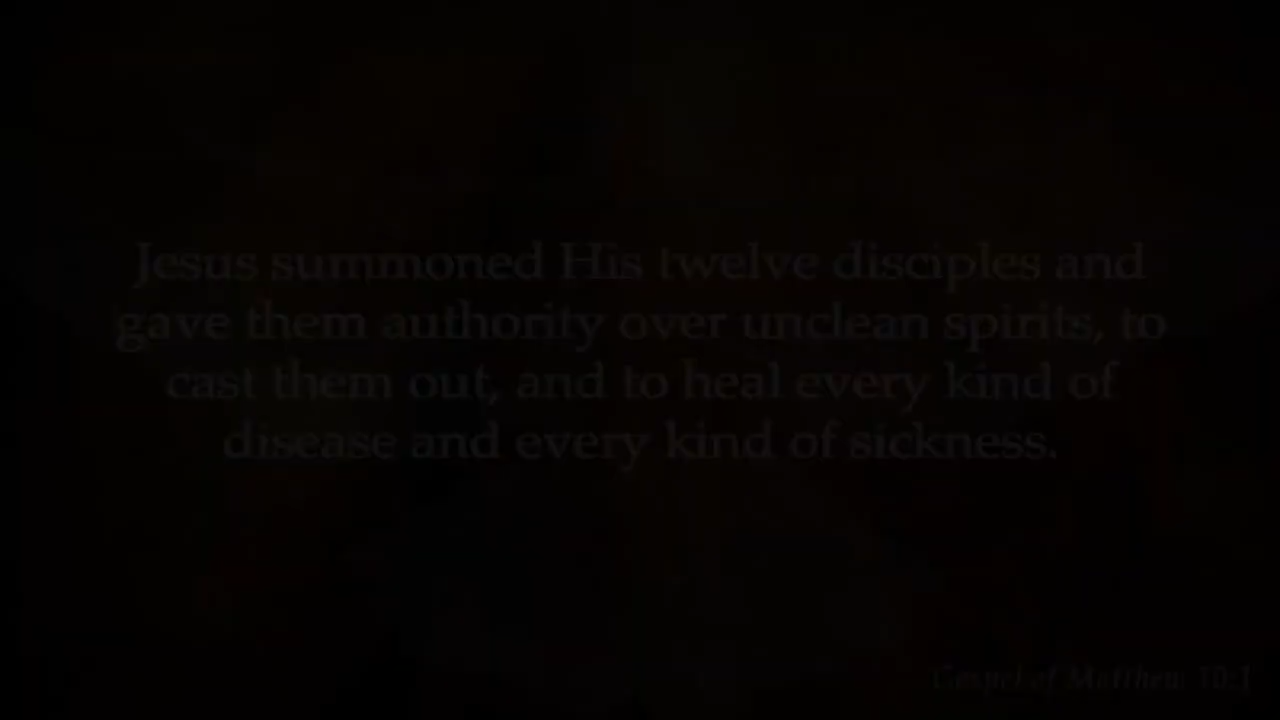 Jesus summoned His twelve disciples and
gave them authority over unclean spirits, to
cast them out, and to heal every kind of
disease and every kind of sickness.
Gospel of Matthew 10:1